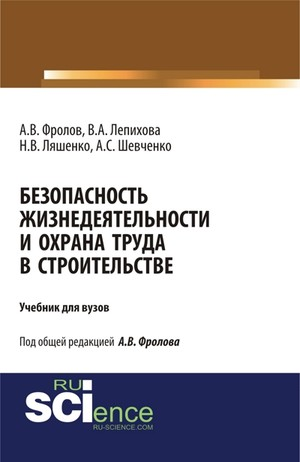 А.В. Фролов, В.А. Лепихова
Н.В. Ляшенко, А.С. Шевченко
БЕЗОПАСНОСТЬ
ЖИЗНЕДЕЯТЕЛЬНОСТИ
И ОХРАНА ТРУДА
В СТРОИТЕЛЬСТВЕ
Учебник для вузов
Под общей редакцией А.В. Фролова
RU
SCIence
RU-SCIENCE.COM